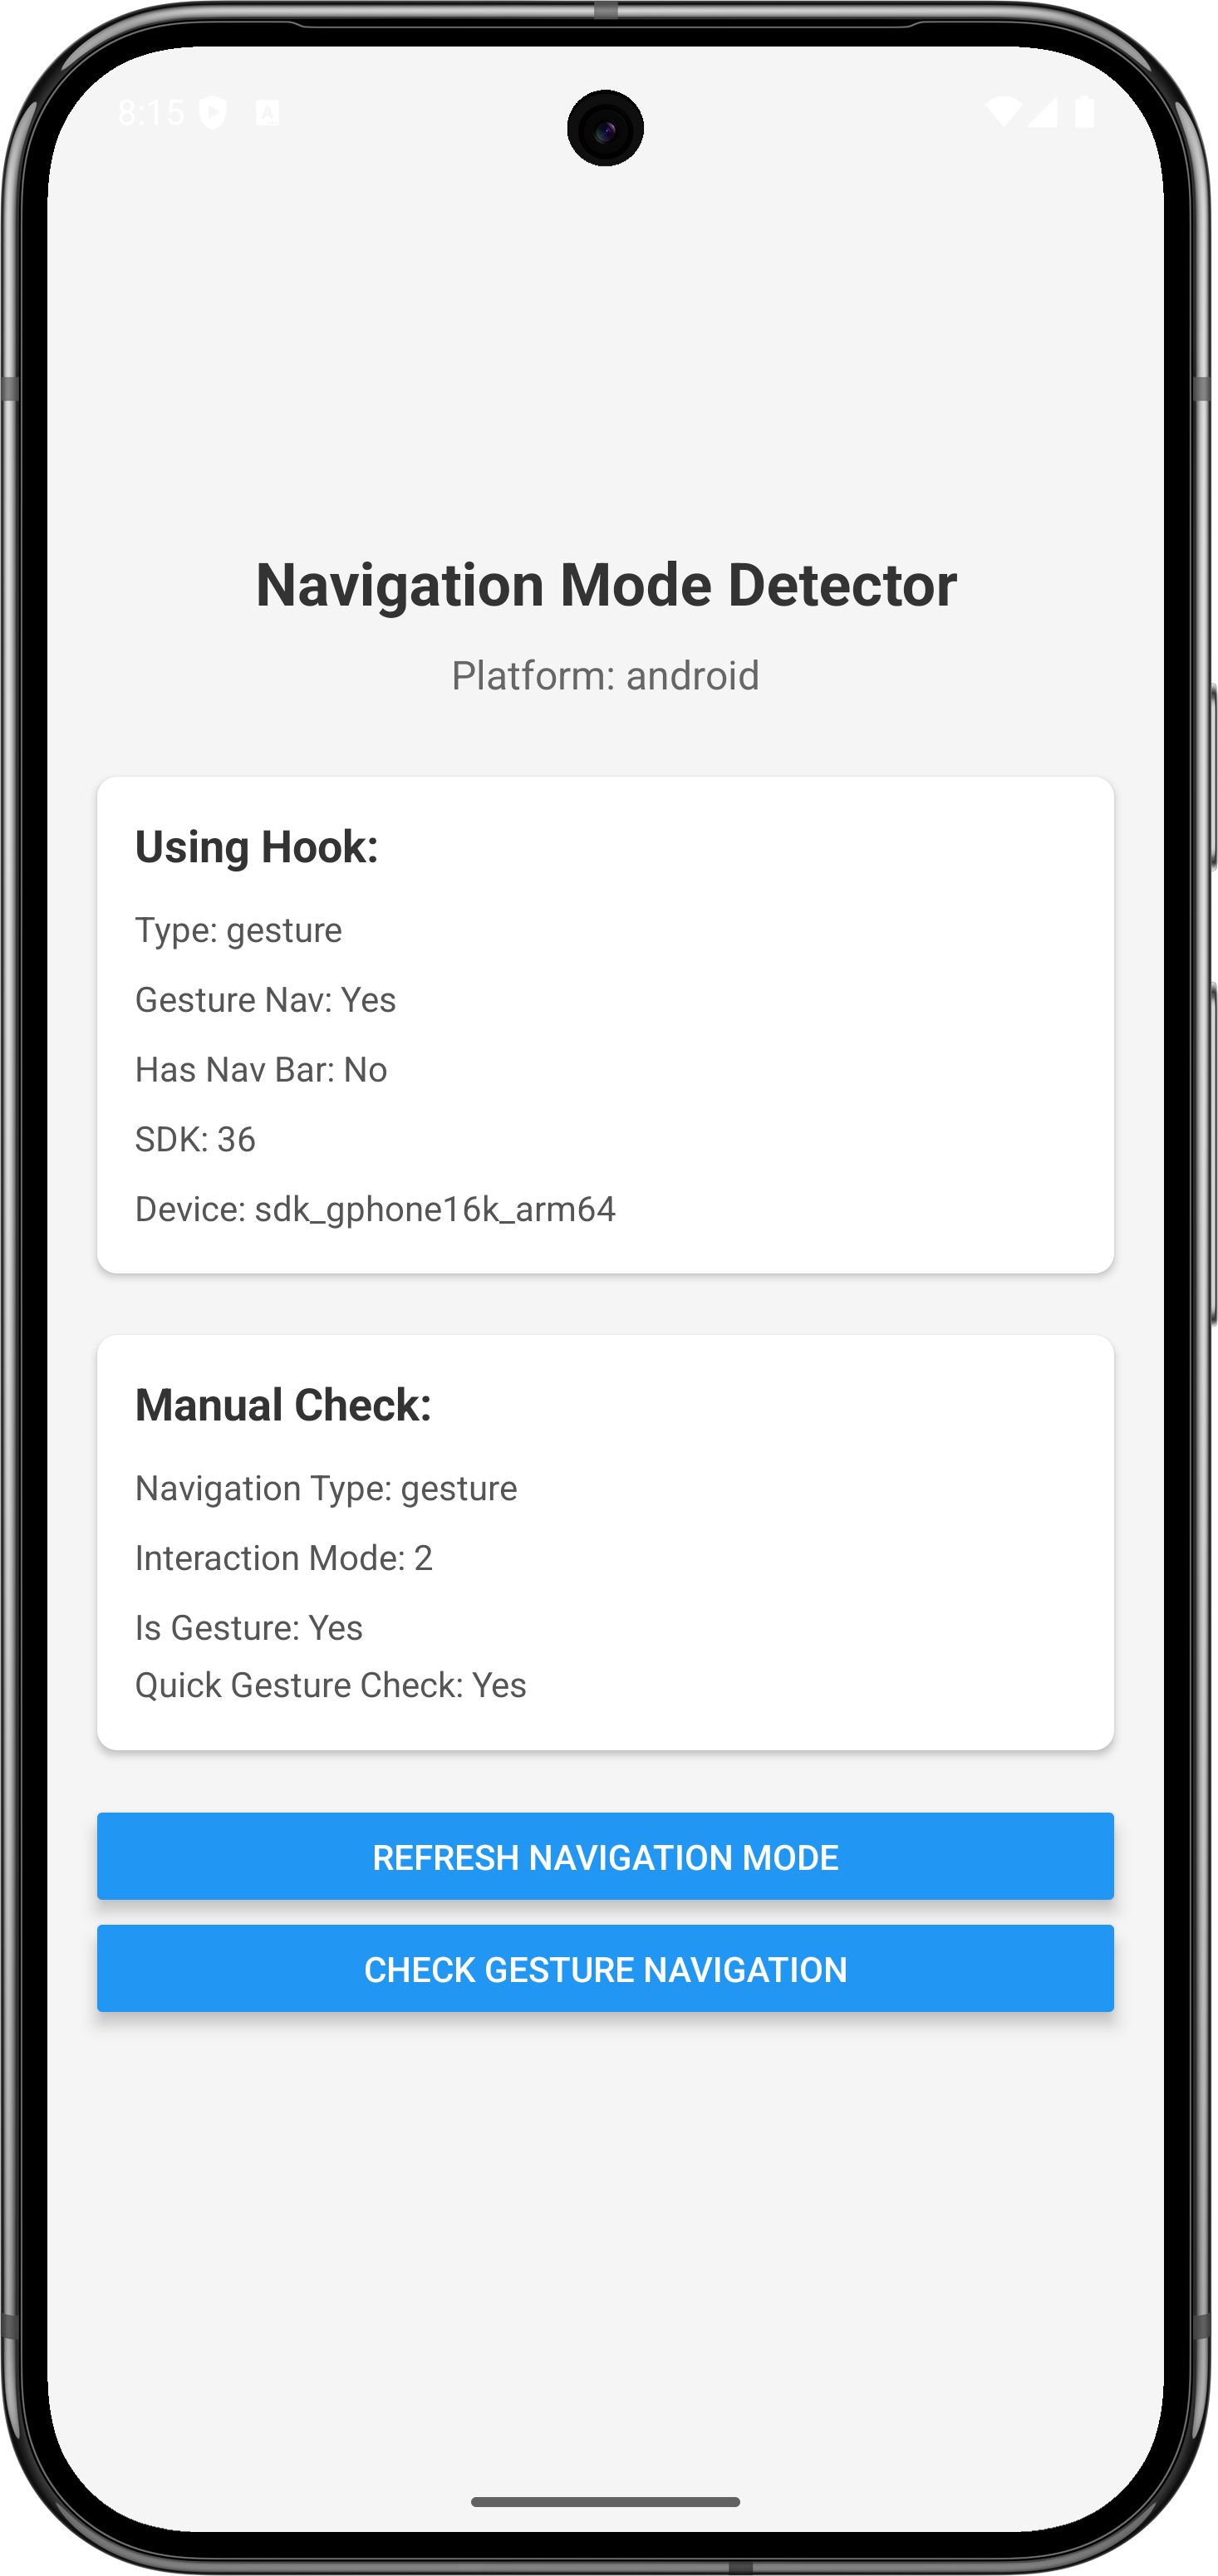 8:15
Navigation Mode Detector
Platform: android
Using Hook:
Type: gesture
Gesture Nav: Yes
Has Nav Bar: No
SDK: 36
Device: sdk_gphone16k_arm64
Manual Check:
Navigation Type: gesture
Interaction Mode: 2
Is Gesture: Yes
Quick Gesture Check: Yes
REFRESH NAVIGATION MODE
CHECK GESTURE NAVIGATION